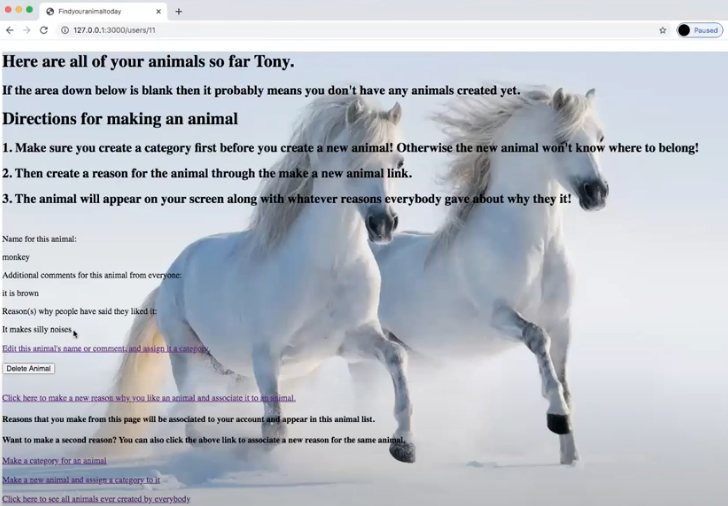 Findyouranimaltoday
127.0.0.1:3000/users/11
Paused
Here are all of your animals so far Tony.
If the area down below is blank then it probably means you don't have any animals created yet.
Directions for making an animal
1. Make sure you create a category first before you create a new animal! Otherwise the new animal won't know where to belong!
2. Then create a reason for the animal through the make a new animal link.
3. The animal will appear on your screen along with whatever reasons everybody gave about why they it!
Name for this animal:
monkey
Additional comments for this animal from everyone:
it is brown
Reason(s) why people have said they liked it:
It makes silly noises
Edit this animal's name or comment, and assign it a category.
Delete Animal
Click here to make a new reason why you like an animal and associate it to an animal.
Reasons that you make from this page will be associated to your account and appear in this animal list.
Want to make a second reason? You can also click the above link to associate a new reason for the same animal.
Make a category for an animal
Make a new animal and assign a category to it
Click here to see all animals ever created by everybody